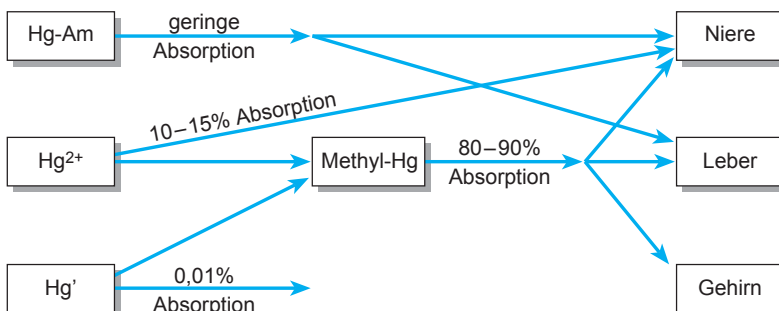 Hg-Am
geringe
Absorption
Niere
10–15% Absorption
Hg²⁺
Methyl-Hg
80–90%
Absorption
Leber
Hg’
0,01%
Absorption
Gehirn